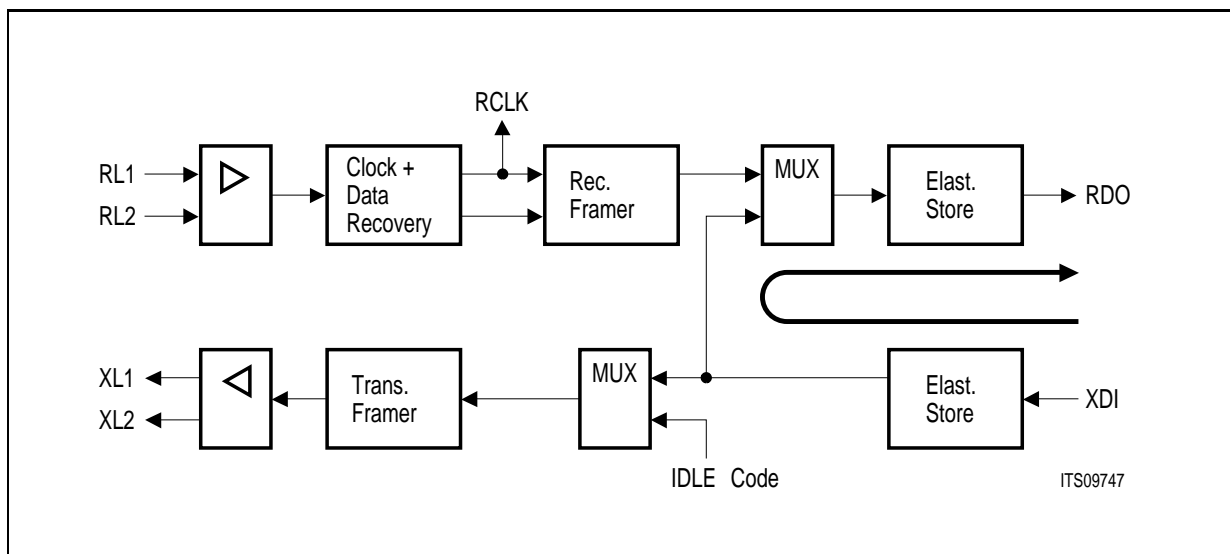 RCLK
RL1
RL2
Clock +
Data
Recovery
Rec.
Framer
MUX
Elast.
Store
RDO
XL1
XL2
Trans.
Framer
MUX
Elast.
Store
XDI
IDLE Code
ITS09747